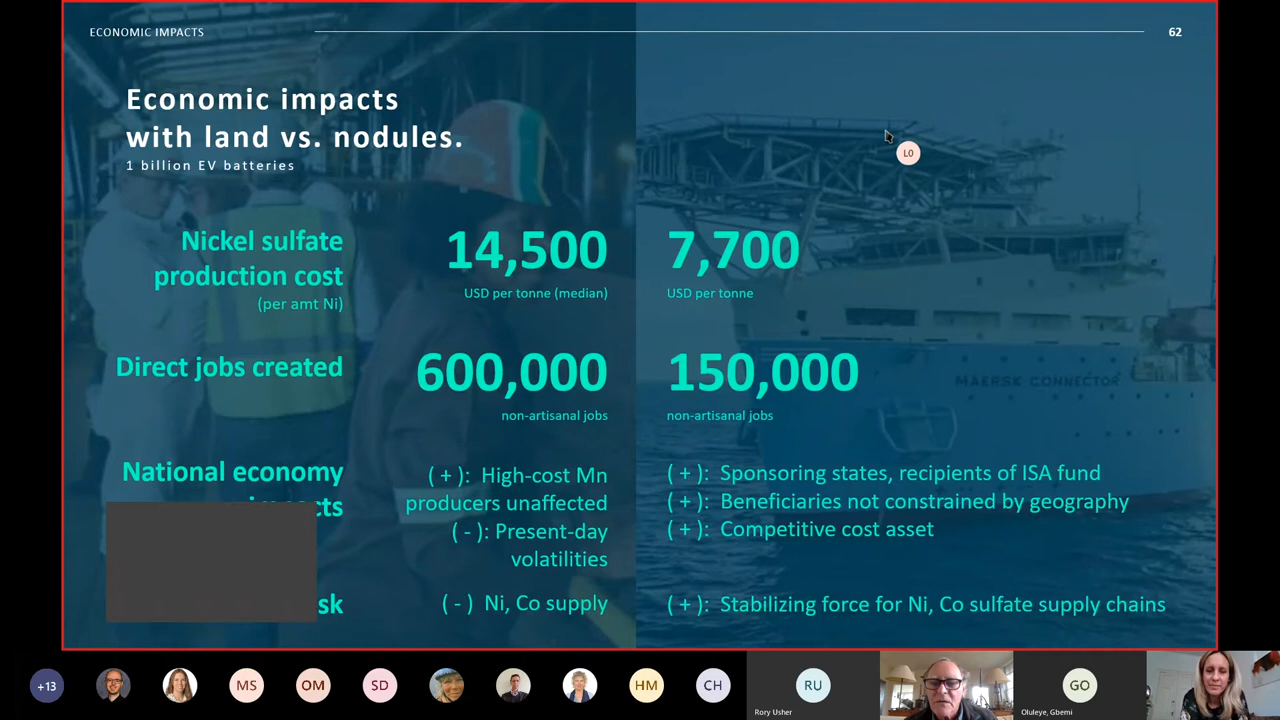 ECONOMIC IMPACTS
62
Economic impacts
with land vs. nodules.
1 billion EV batteries
L0
Nickel sulfate
production cost
(per amt Ni)
14,500
USD per tonne (median)
7,700
USD per tonne
Direct jobs created
600,000
non-artisanal jobs
150,000
non-artisanal jobs
MAERSK CONNECTOR
National economy
( + ): High-cost Mn
producers unaffected
( - ): Present-day
volatilities
( + ): Sponsoring states, recipients of ISA fund
( + ): Beneficiaries not constrained by geography
( + ): Competitive cost asset
( - ) Ni, Co supply
( + ): Stabilizing force for Ni, Co sulfate supply chains
+13
MS
OM
SD
HM
CH
RU
Rory Usher
GO
Oluleye, Gbemi